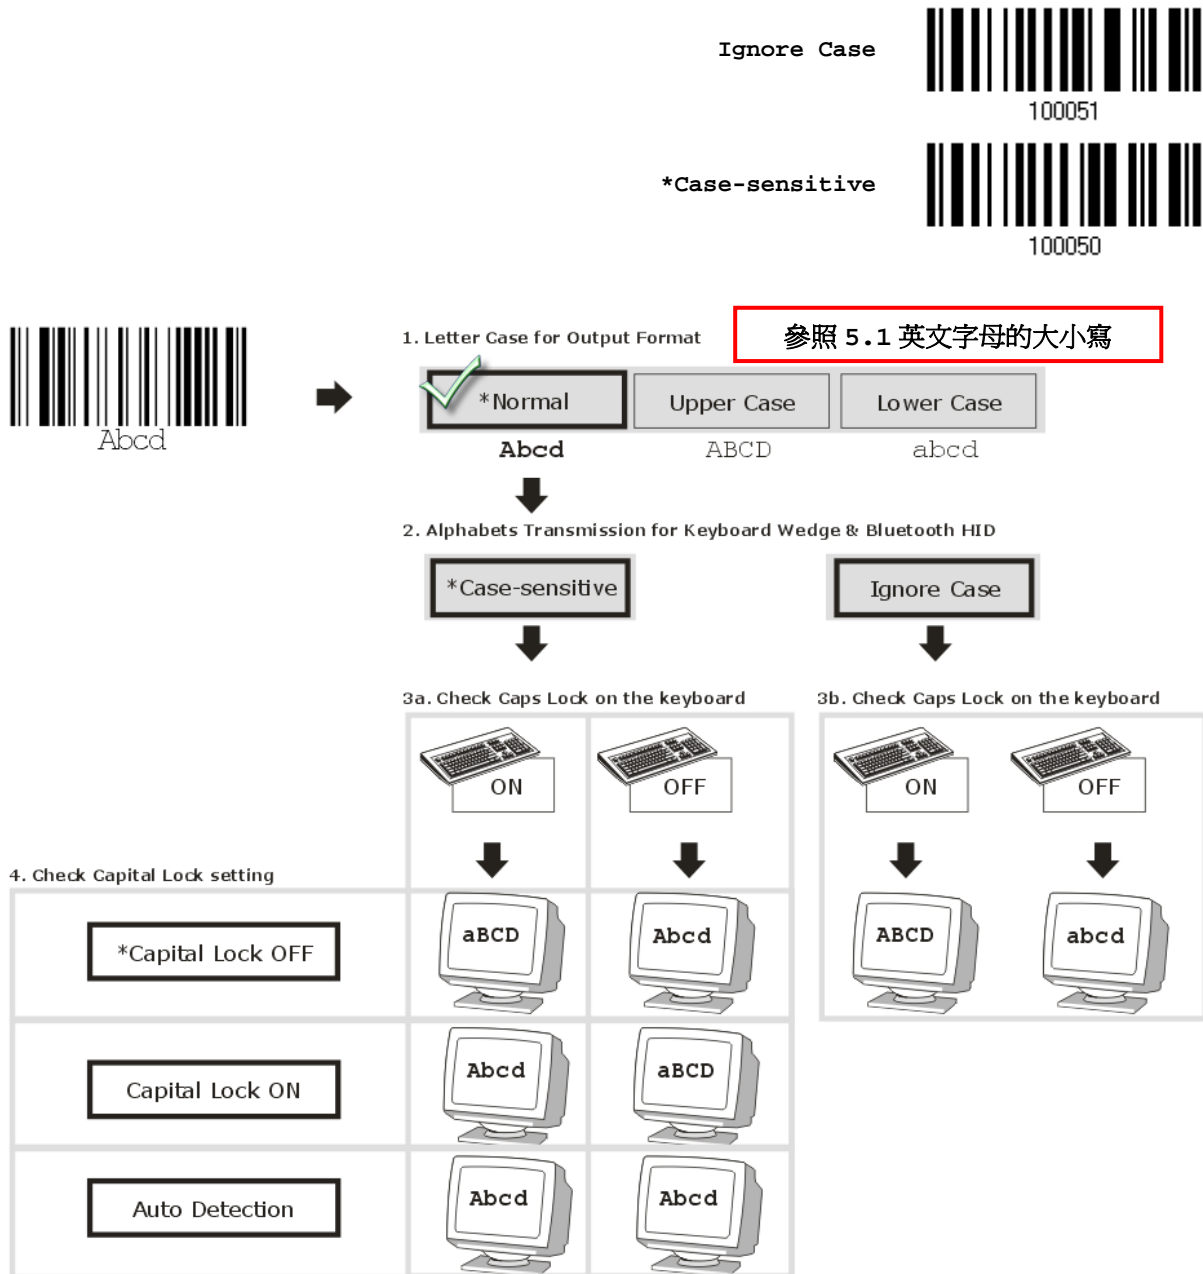 Ignore Case
100051
*Case-sensitive
100050
Abcd
1. Letter Case for Output Format
參照 5.1 英文字母的大小寫
*Normal
Upper Case
Lower Case
Abcd
ABCD
abcd
2. Alphabets Transmission for Keyboard Wedge & Bluetooth HID
*Case-sensitive
Ignore Case
3a. Check Caps Lock on the keyboard
3b. Check Caps Lock on the keyboard
ON
OFF
ON
OFF
4. Check Capital Lock setting
*Capital Lock OFF
aBCD
Abcd
ABCD
abcd
Capital Lock ON
Abcd
aBCD
Auto Detection
Abcd
Abcd